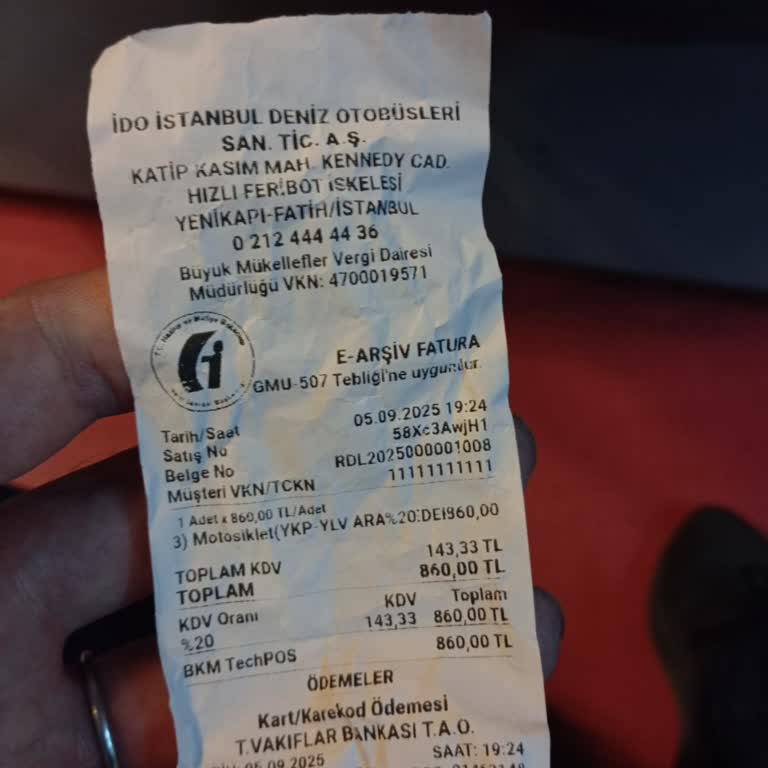 İDO İSTANBUL DENİZ OTOBÜSLERİ
SAN. TİC. A.Ş.
KATİP KASIM MAH. KENNEDY CAD.
HIZLI FERİBOT İSKELESİ
YENİKAPI-FATİH/İSTANBUL
0 212 444 44 36
Büyük Mükellefler Vergi Dairesi
Müdürlüğü VKN: 4700019571
E-ARŞİV FATURA
GMU-507 Tebliği'ne uygundur.
Tarih/Saat 05.09.2025 19:24
Satış No 58Xc3AwjH1
Belge No RDL2025000001008
Müşteri VKN/TCKN 11111111111
1 Adet x 860,00 TL/Adet
3) Motosiklet(YKP-YLV ARA%20
TOPLAM KDV 143,33 TL
TOPLAM 860,00 TL
KDV Oranı KDV Toplam
%20 143,33 860,00 TL
BKM TechPOS 860,00 TL
ÖDEMELER
Kart/Karekod Ödemesi
T.VAKIFLAR BANKASI T.A.O.
05.09.2025 SAAT: 19:24